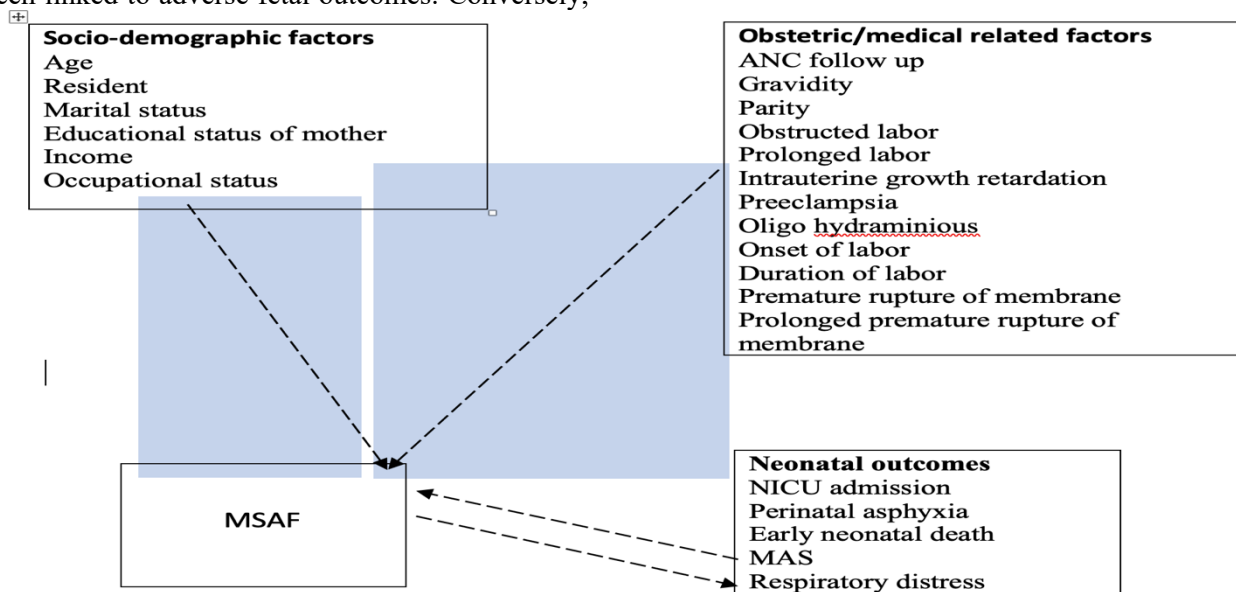 een linked to adverse fetal outcomes. Conversely,
Socio-demographic factors
Age
Resident
Marital status
Educational status of mother
Income
Occupational status
Obstetric/medical related factors
ANC follow up
Gravidity
Parity
Obstructed labor
Prolonged labor
Intrauterine growth retardation
Preeclampsia
Oligo hydraminious
Onset of labor
Duration of labor
Premature rupture of membrane
Prolonged premature rupture of
membrane
MSAF
Neonatal outcomes
NICU admission
Perinatal asphyxia
Early neonatal death
MAS
Respiratory distress